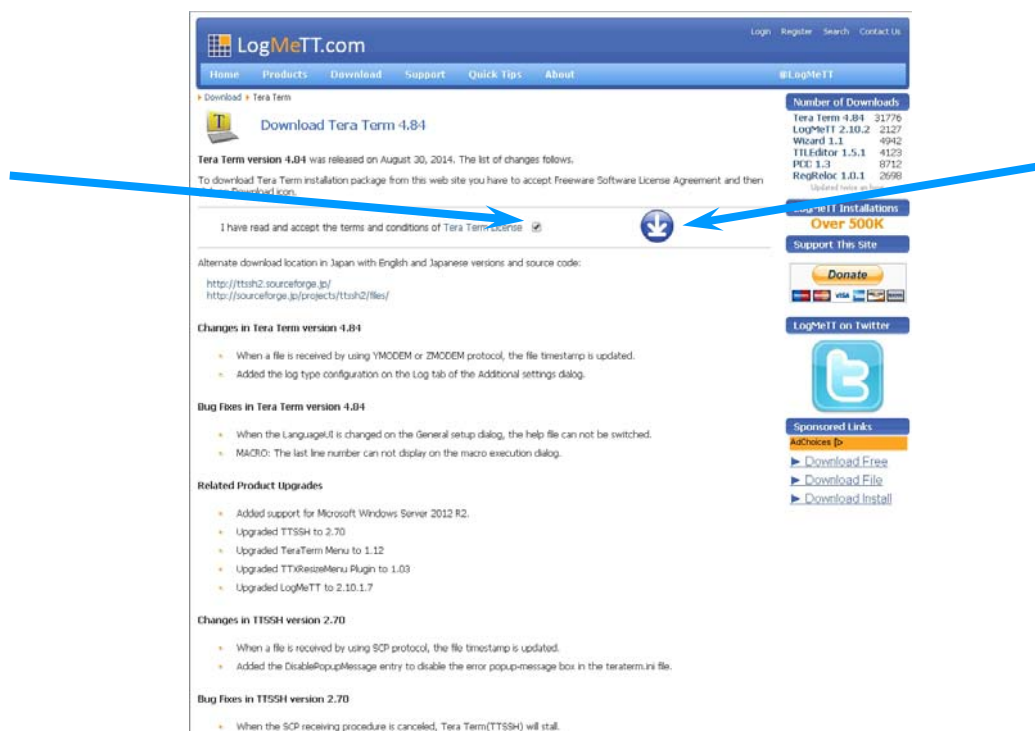 LogMeTT.com
Login Register Search Contact Us
Home Products Download Support Quick Tips About
@LogMeTT
Download Tera Term
Download Tera Term 4.84
Tera Term version 4.84 was released on August 30, 2014. The list of changes follows.
To download Tera Term installation package from this web site you have to accept Freeware Software License Agreement and then
Download icon.
I have read and accept the terms and conditions of Tera Term License
Alternate download location in Japan with English and Japanese versions and source code:
http://ttssh2.sourceforge.jp/
http://sourceforge.jp/projects/ttssh2/files/
Changes in Tera Term version 4.84
When a file is received by using YMODEM or ZMODEM protocol, the file timestamp is updated.
Added the log type configuration on the Log tab of the Additional settings dialog.
Bug Fixes in Tera Term version 4.84
When the LanguageUI is changed on the General setup dialog, the help file can not be switched.
MACRO: The last line number can not display on the macro execution dialog.
Related Product Upgrades
Added support for Microsoft Windows Server 2012 R2.
Upgraded TTSSH to 2.70
Upgraded TeraTerm Menu to 1.12
Upgraded TTXResizeMenu Plugin to 1.03
Upgraded LogMeTT to 2.10.1.7
Changes in TTSSH version 2.70
When a file is received by using SCP protocol, the file timestamp is updated.
Added the DisablePopupMessage entry to disable the error popup-message box in the teraterm.ini file.
Bug Fixes in TTSSH version 2.70
When the SCP receiving procedure is canceled, Tera Term(TTSSH) will stall.
Number of Downloads
Tera Term 4.84 31776
LogMeTT 2.10.2 2127
Wizard 1.1 4942
TTLEditor 1.5.1 4123
PCC 1.3 8712
RegReloc 1.0.1 2698
Updated twice an hour
LogMeTT Installations
Over 500K
Support This Site
Donate
VISA
LogMeTT on Twitter
Sponsored Links
AdChoices
Download Free
Download File
Download Install